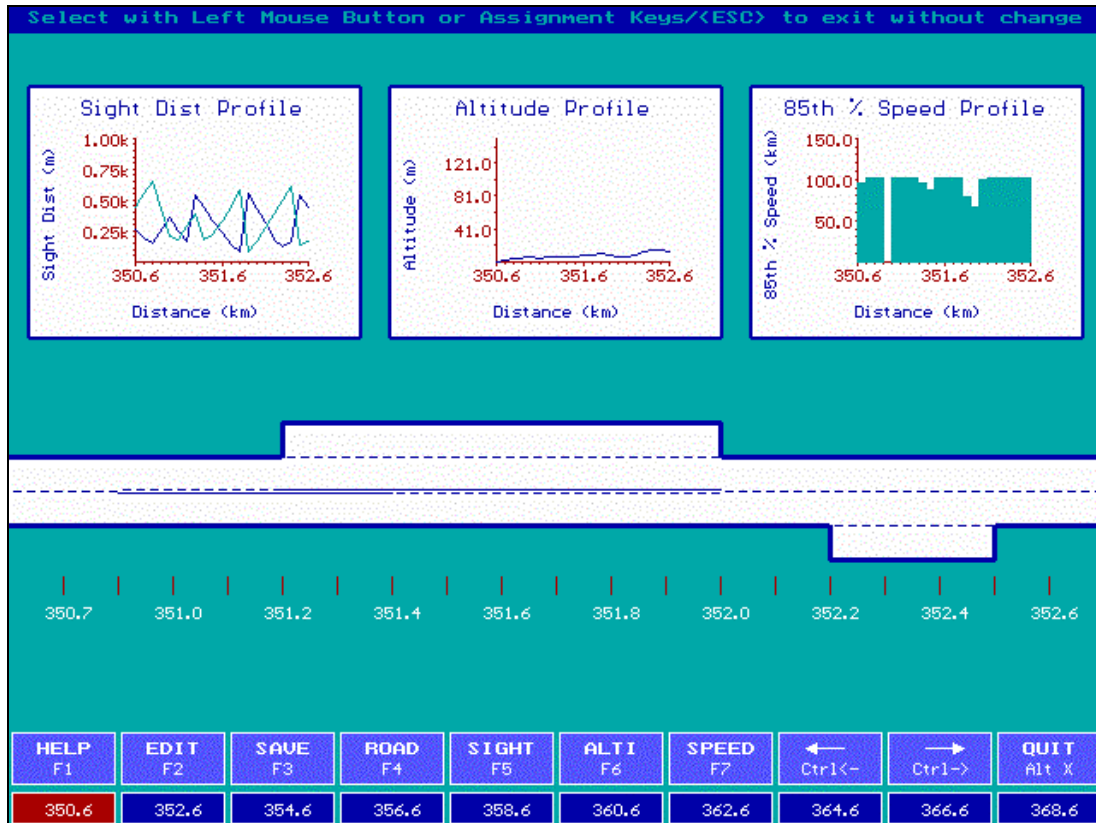 Select with Left Mouse Button or Assignment Keys/<ESC> to exit without change
Sight Dist Profile
Sight Dist (m)
1.00k
0.75k
0.50k
0.25k
350.6 351.6 352.6
Distance (km)
Altitude Profile
Altitude (m)
121.0
81.0
41.0
350.6 351.6 352.6
Distance (km)
85th % Speed Profile
85th % Speed (km)
150.0
100.0
50.0
350.6 351.6 352.6
Distance (km)
350.7 351.0 351.2 351.4 351.6 351.8 352.0 352.2 352.4 352.6
HELP EDIT SAVE ROAD SIGHT ALTI SPEED ← → QUIT
F1 F2 F3 F4 F5 F6 F7 Ctrl<- Ctrl-> Alt X
350.6 352.6 354.6 356.6 358.6 360.6 362.6 364.6 366.6 368.6